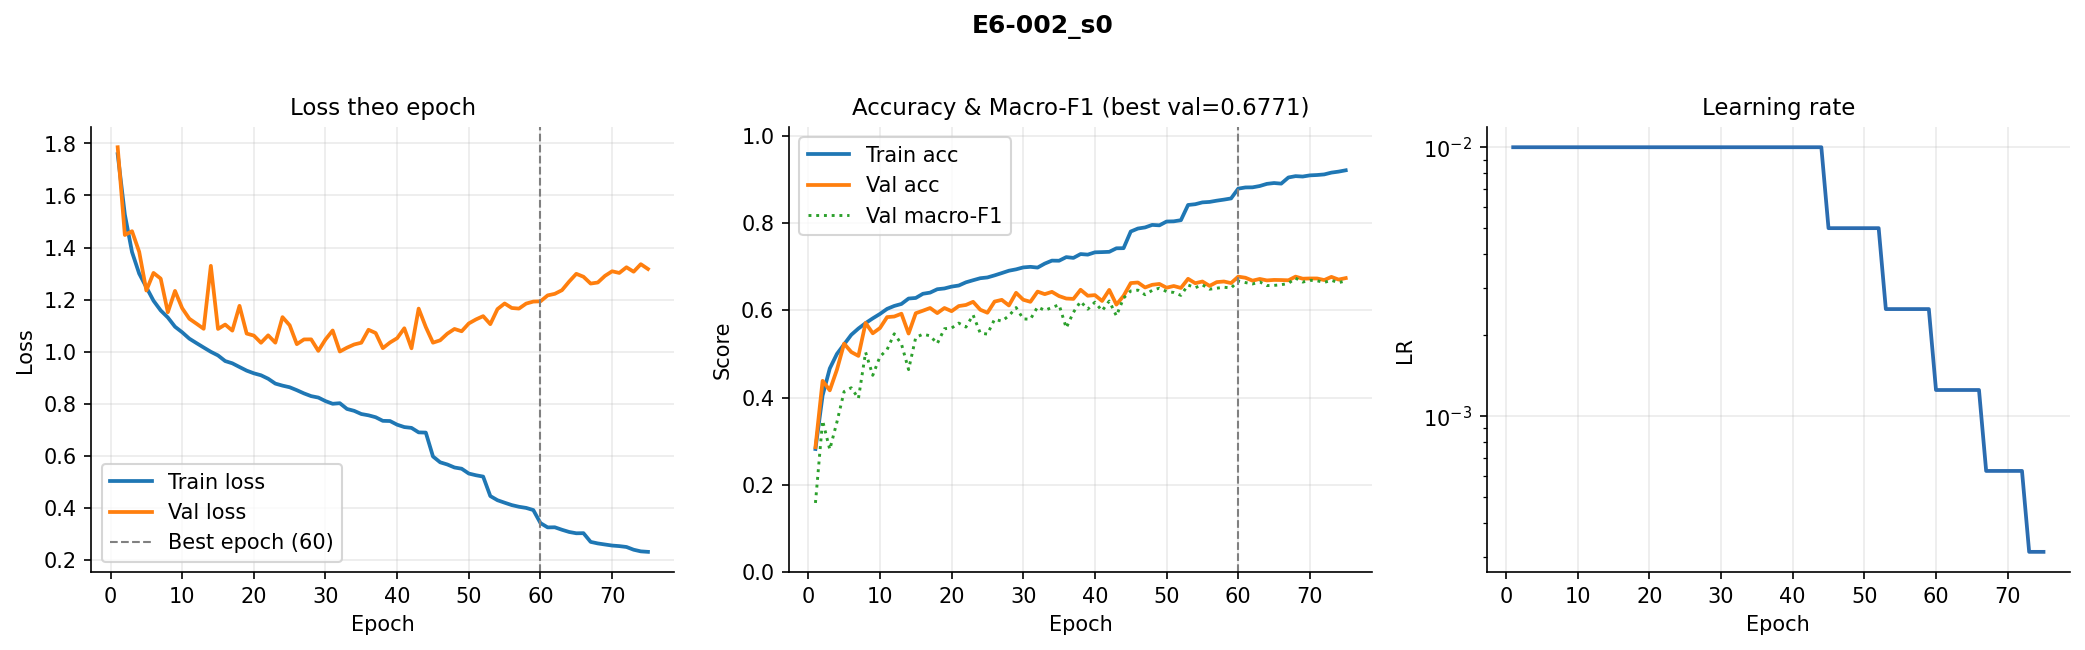 E6-002_s0
Loss theo epoch
1.8
1.6
1.4
1.2
1.0
0.8
0.6
0.4
0.2
Loss
Train loss
Val loss
Best epoch (60)
0 10 20 30 40 50 60 70
Epoch
Accuracy & Macro-F1 (best val=0.6771)
1.0
0.8
0.6
0.4
0.2
0.0
Score
Train acc
Val acc
Val macro-F1
0 10 20 30 40 50 60 70
Epoch
Learning rate
10⁻²
10⁻³
LR
0 10 20 30 40 50 60 70
Epoch